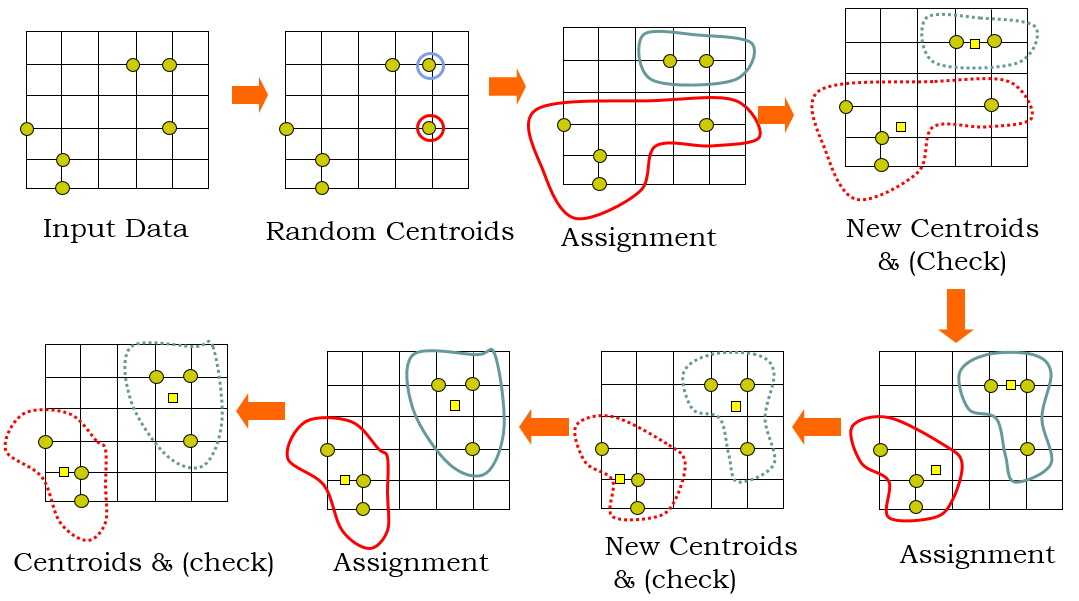 Input Data
Random Centroids
Assignment
New Centroids
& (Check)
Assignment
New Centroids
& (check)
Assignment
Centroids & (check)